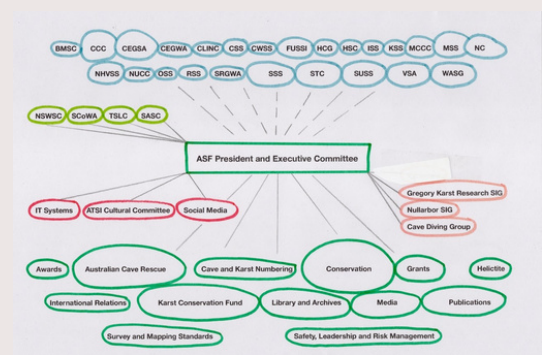 BMSC CCC CEGSA CEGWA CLINC CSS CWSS FUSSI HCG HSC ISS KSS MCCC MSS NC
NHVSS NUCC OSS RSS SRGWA SSS STC SUSS VSA WASG
NSWSC SCoWA TSLC SASC
ASF President and Executive Committee
Gregory Karst Research SIG
IT Systems ATSI Cultural Committee Social Media
Nullarbor SIG
Cave Diving Group
Awards Australian Cave Rescue Cave and Karst Numbering Conservation Grants Helictite
International Relations Karst Conservation Fund Library and Archives Media Publications
Survey and Mapping Standards Safety, Leadership and Risk Management